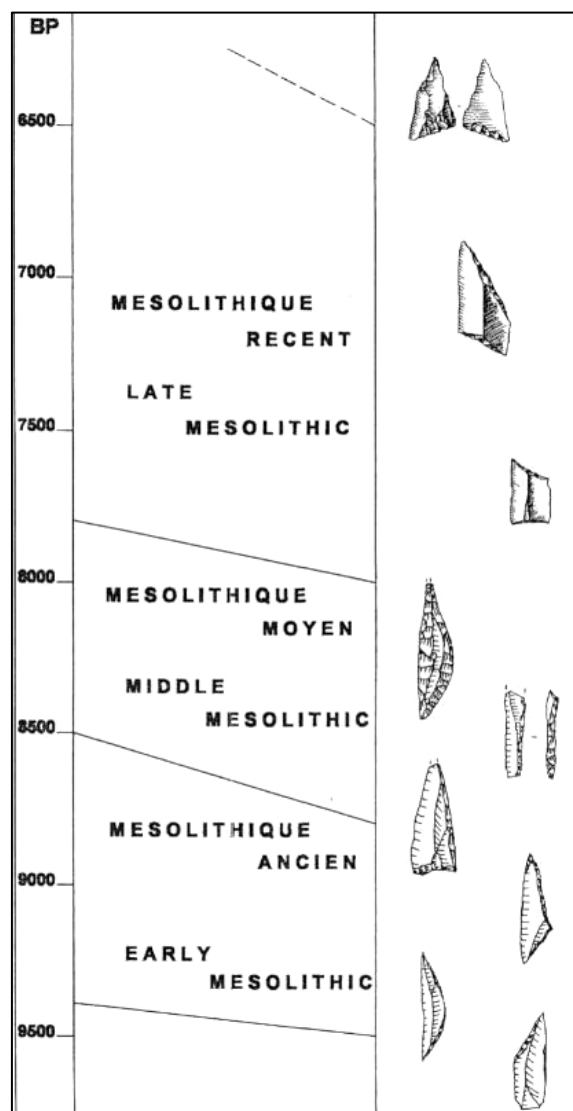 BP
6500
7000
MESOLITHIQUE
RECENT
LATE
MESOLITHIC
7500
8000
MESOLITHIQUE
MOYEN
MIDDLE
MESOLITHIC
8500
MESOLITHIQUE
ANCIEN
9000
EARLY
MESOLITHIC
9500